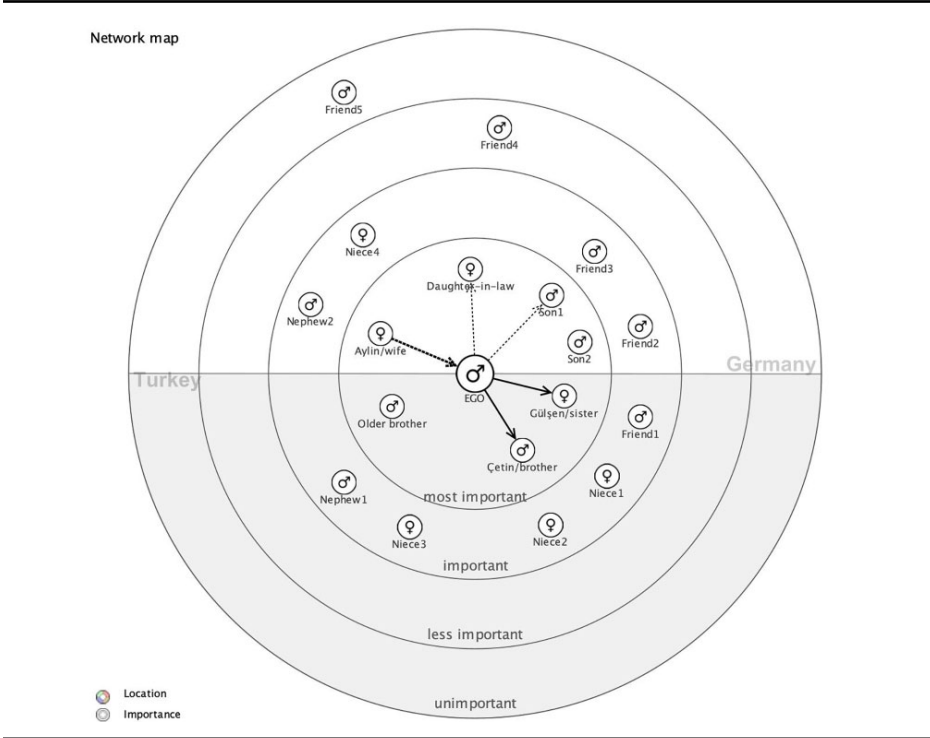 Network map
Friend5
Friend4
Niece4
Friend3
Daughter-in-law
Nephew2
Son1
Friend2
Aylin/wife
Son2
Germany
Turkey
EGO
Gülşen/sister
Older brother
Friend1
Çetin/brother
Niece1
most important
Nephew1
Niece3
Niece2
important
less important
unimportant
Location
Importance